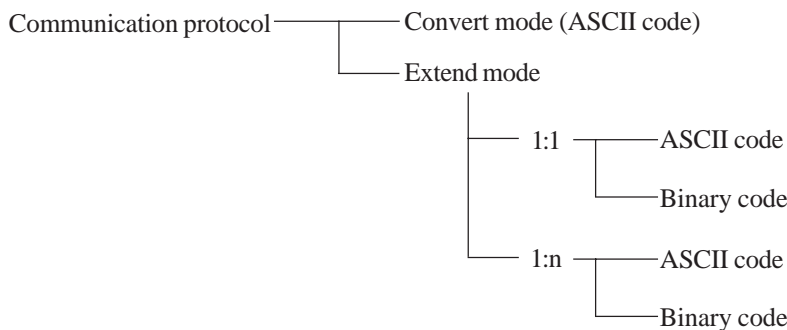 Communication protocol Convert mode (ASCII code)
Extend mode
1:1 ASCII code
Binary code
1:n ASCII code
Binary code